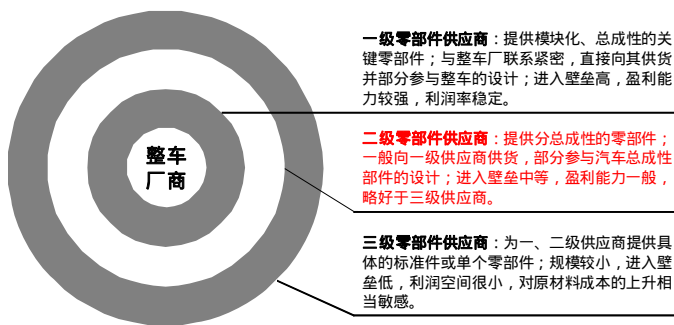 整车
厂商
一级零部件供应商：提供模块化、总成性的关
键零部件；与整车厂联系紧密，直接向其供货
并部分参与整车的设计；进入壁垒高，盈利能
力较强，利润率稳定。
二级零部件供应商：提供分总成性的零部件；
一般向一级供应商供货，部分参与汽车总成性
部件的设计；进入壁垒中等，盈利能力一般，
略好于三级供应商。
三级零部件供应商：为一、二级供应商提供具
体的标准件或单个零部件；规模较小，进入壁
垒低，利润空间很小，对原材料成本的上升相
当敏感。